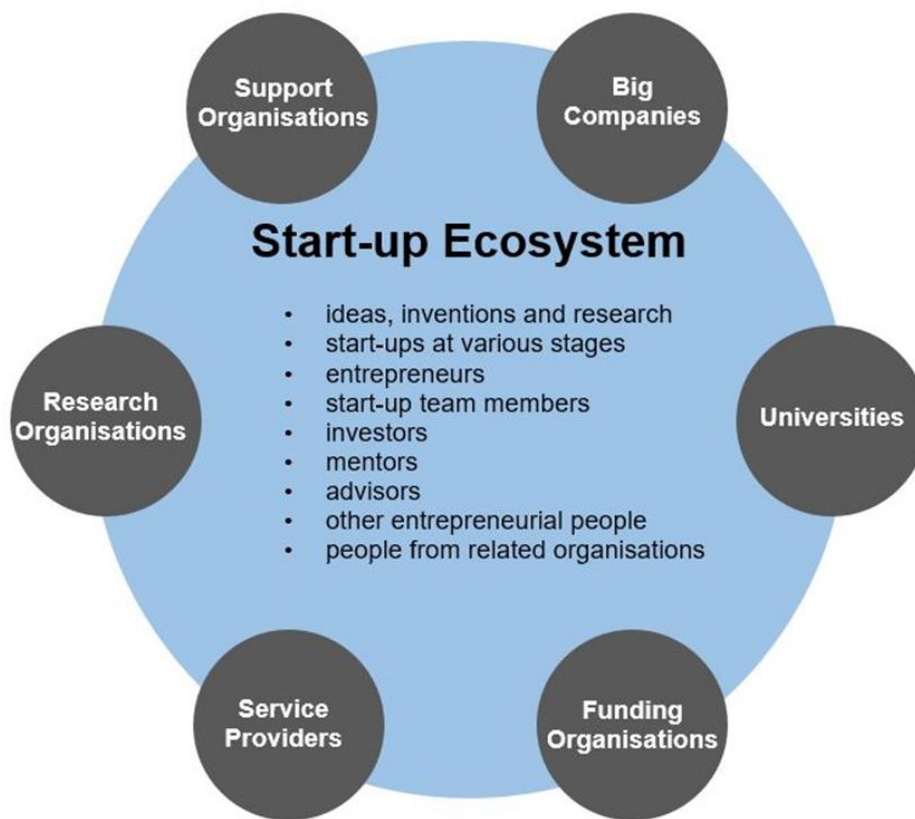 Support
Organisations
Big
Companies
Start-up Ecosystem
• ideas, inventions and research
• start-ups at various stages
• entrepreneurs
• start-up team members
• investors
• mentors
• advisors
• other entrepreneurial people
• people from related organisations
Research
Organisations
Universities
Service
Providers
Funding
Organisations